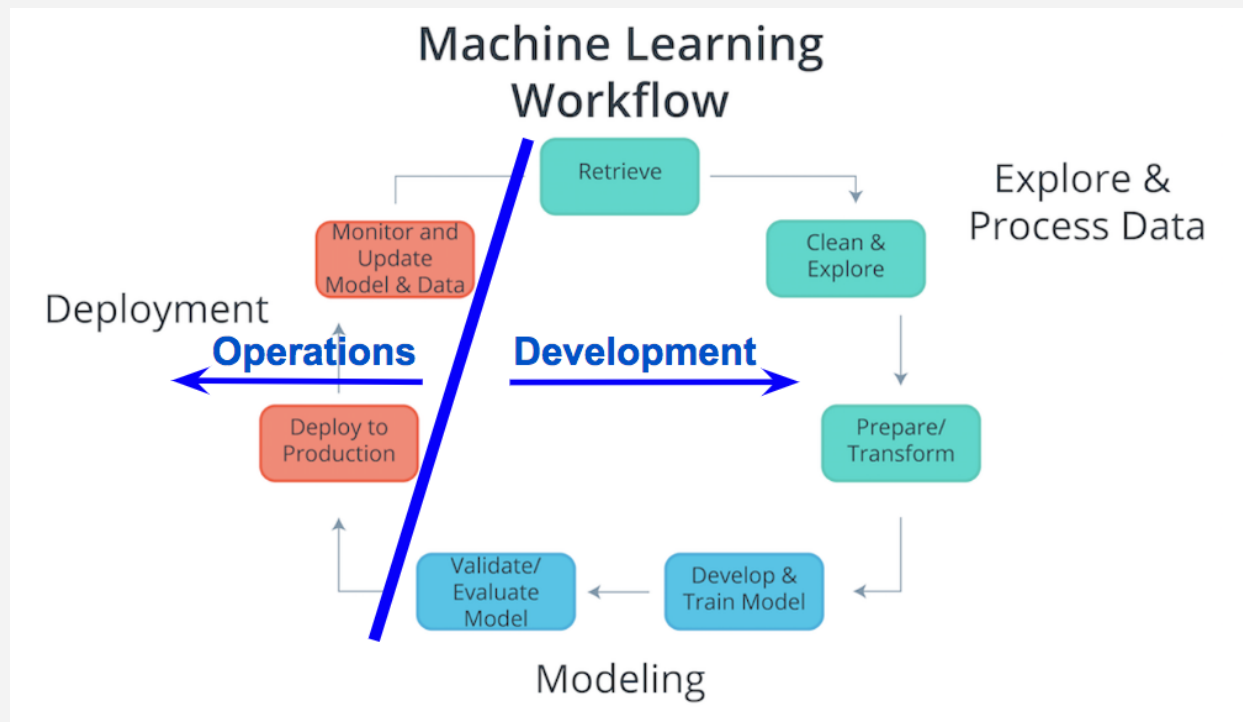 Machine Learning
Workflow
Retrieve
Explore &
Process Data
Clean &
Explore
Monitor and
Update
Model & Data
Deployment
Operations
Development
Deploy to
Production
Prepare/
Transform
Validate/
Evaluate
Model
Develop &
Train Model
Modeling